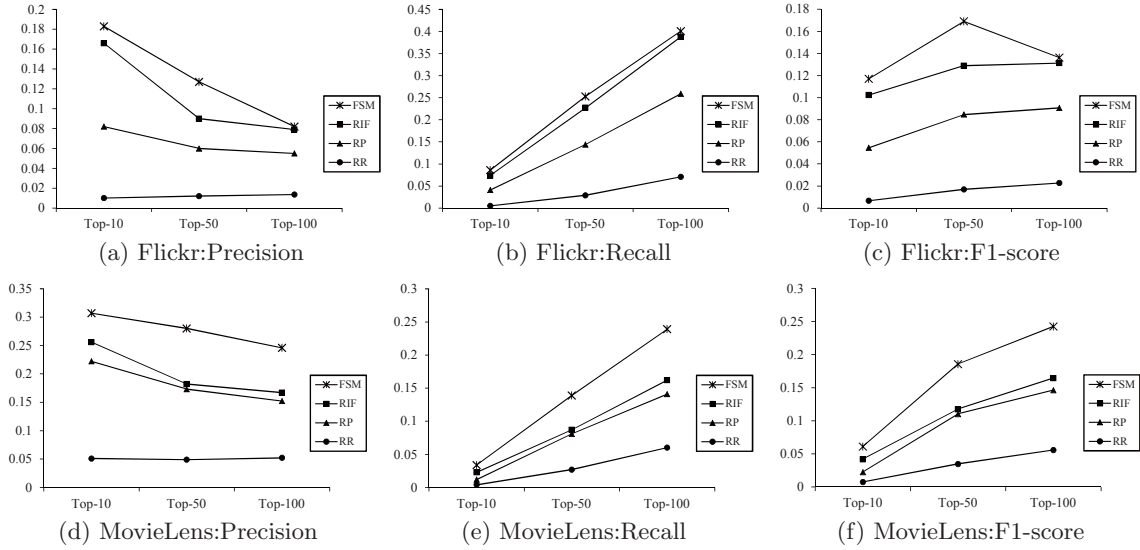 0.2
0.18
0.16
0.14
0.12
0.1
0.08
0.06
0.04
0.02
0
FSM
RIF
RP
RR
Top-10 Top-50 Top-100
(a) Flickr:Precision
0.45
0.4
0.35
0.3
0.25
0.2
0.15
0.1
0.05
0
FSM
RIF
RP
RR
Top-10 Top-50 Top-100
(b) Flickr:Recall
0.18
0.16
0.14
0.12
0.1
0.08
0.06
0.04
0.02
0
FSM
RIF
RP
RR
Top-10 Top-50 Top-100
(c) Flickr:F1-score
0.35
0.3
0.25
0.2
0.15
0.1
0.05
0
FSM
RIF
RP
RR
Top-10 Top-50 Top-100
(d) MovieLens:Precision
0.3
0.25
0.2
0.15
0.1
0.05
0
FSM
RIF
RP
RR
Top-10 Top-50 Top-100
(e) MovieLens:Recall
0.3
0.25
0.2
0.15
0.1
0.05
0
FSM
RIF
RP
RR
Top-10 Top-50 Top-100
(f) MovieLens:F1-score